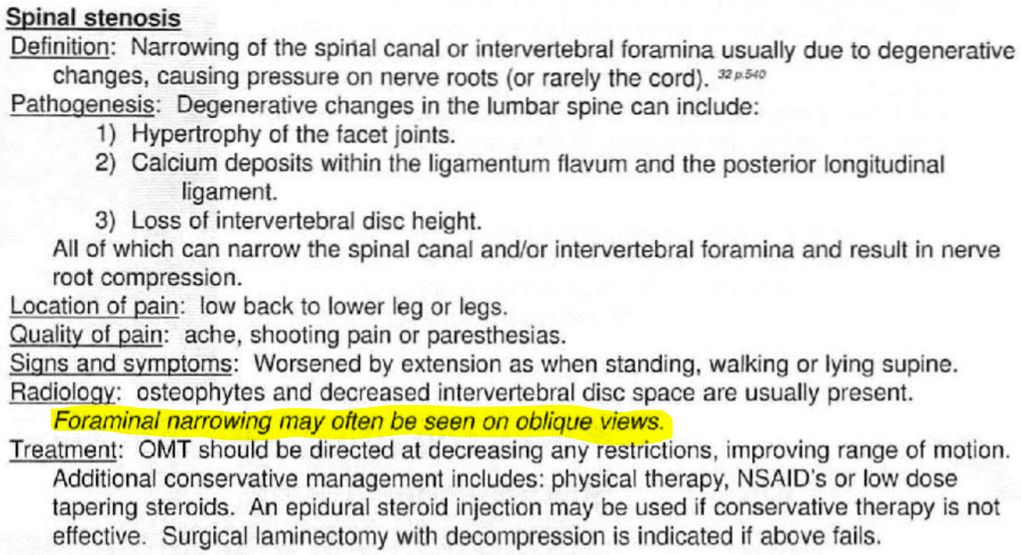 Spinal stenosis
Definition: Narrowing of the spinal canal or intervertebral foramina usually due to degenerative
changes, causing pressure on nerve roots (or rarely the cord). 32 p.540
Pathogenesis: Degenerative changes in the lumbar spine can include:
1) Hypertrophy of the facet joints.
2) Calcium deposits within the ligamentum flavum and the posterior longitudinal
ligament.
3) Loss of intervertebral disc height.
All of which can narrow the spinal canal and/or intervertebral foramina and result in nerve
root compression.
Location of pain: low back to lower leg or legs.
Quality of pain: ache, shooting pain or paresthesias.
Signs and symptoms: Worsened by extension as when standing, walking or lying supine.
Radiology: osteophytes and decreased intervertebral disc space are usually present.
Foraminal narrowing may often be seen on oblique views.
Treatment: OMT should be directed at decreasing any restrictions, improving range of motion.
Additional conservative management includes: physical therapy, NSAID's or low dose
tapering steroids. An epidural steroid injection may be used if conservative therapy is not
effective. Surgical laminectomy with decompression is indicated if above fails.